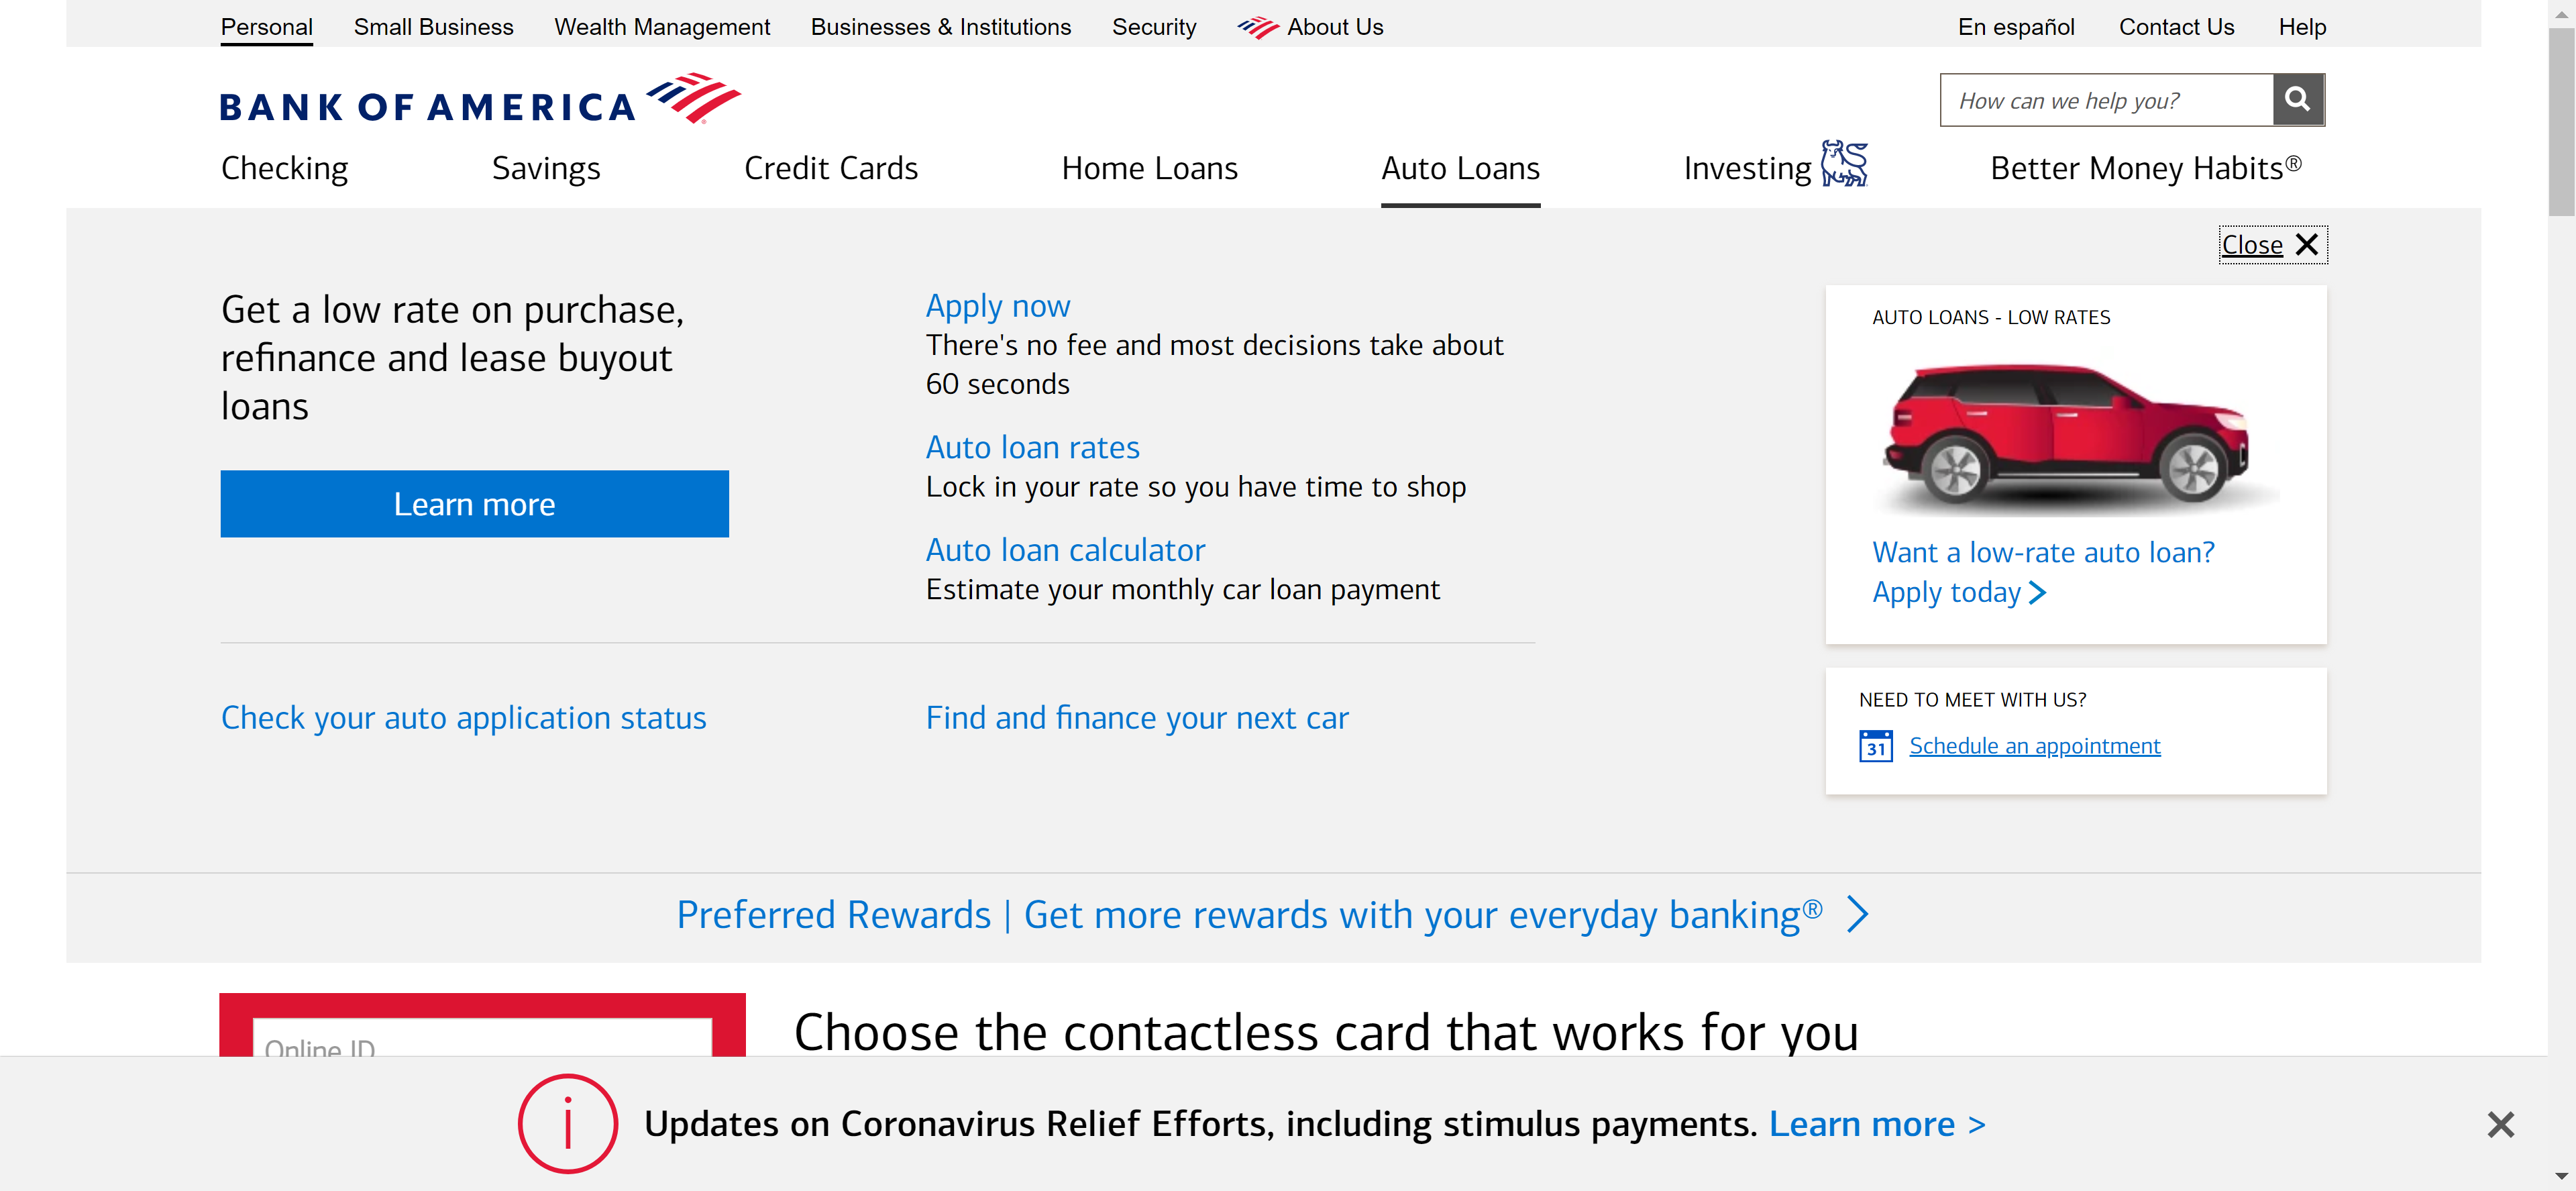 Personal Small Business Wealth Management Businesses & Institutions Security About Us En español Contact Us Help
BANK OF AMERICA
How can we help you?
Checking Savings Credit Cards Home Loans Auto Loans Investing Better Money Habits®
Close
Get a low rate on purchase,
refinance and lease buyout
loans
Learn more
Apply now
There's no fee and most decisions take about
60 seconds
Auto loan rates
Lock in your rate so you have time to shop
Auto loan calculator
Estimate your monthly car loan payment
AUTO LOANS - LOW RATES
Want a low-rate auto loan?
Apply today
Check your auto application status
Find and finance your next car
NEED TO MEET WITH US?
31 Schedule an appointment
Preferred Rewards | Get more rewards with your everyday banking®
Online ID
Choose the contactless card that works for you
i Updates on Coronavirus Relief Efforts, including stimulus payments. Learn more >